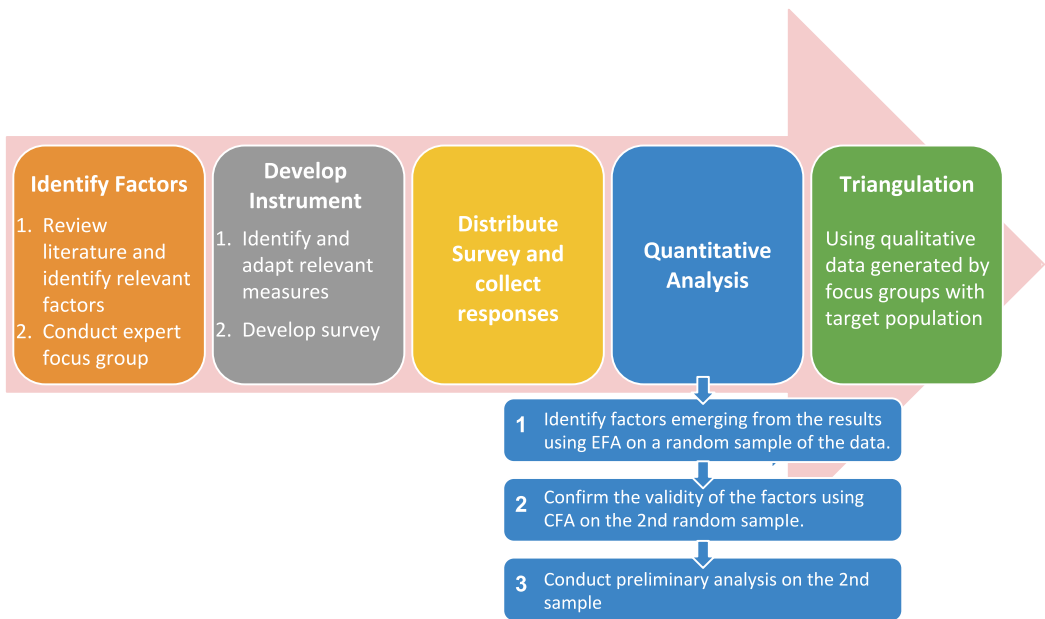 Identify Factors
1. Review
literature and
identify relevant
factors
2. Conduct expert
focus group
Develop
Instrument
1. Identify and
adapt relevant
measures
2. Develop survey
Distribute
Survey and
collect
responses
Quantitative
Analysis
Triangulation
Using qualitative
data generated by
focus groups with
target population
1 Identify factors emerging from the results
using EFA on a random sample of the data.
2 Confirm the validity of the factors using
CFA on the 2nd random sample.
3 Conduct preliminary analysis on the 2nd
sample